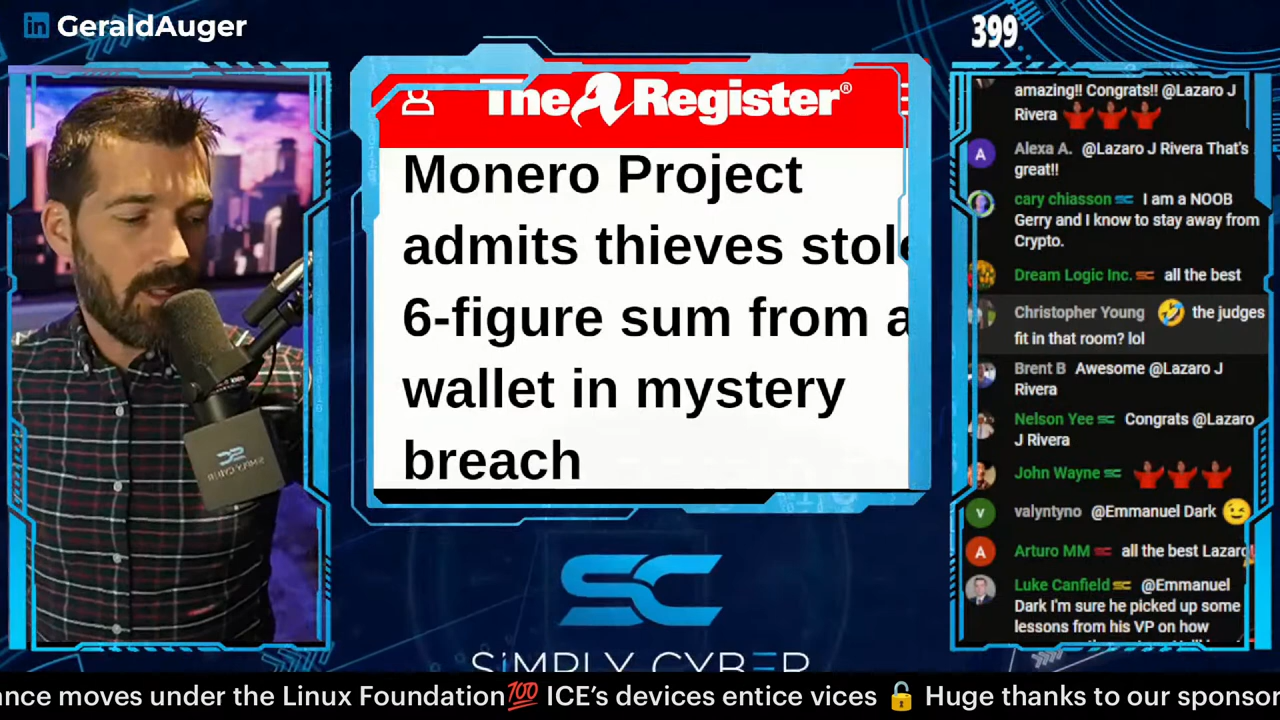 in GeraldAuger
399
The Register®
Monero Project
admits thieves stole
6-figure sum from a
wallet in mystery
breach
amazing!! Congrats!! @Lazaro J
Rivera
A Alexa A. @Lazaro J Rivera That's
great!!
cary chiasson I am a NOOB
Gerry and I know to stay away from
Crypto.
Dream Logic Inc. all the best
Christopher Young 🤣 the judges
fit in that room? lol
Brent B Awesome @Lazaro J
Rivera
Nelson Yee Congrats @Lazaro
J Rivera
John Wayne
v valyntyno @Emmanuel Dark 😉
A Arturo MM all the best Lazaro!
Luke Canfield @Emmanuel
Dark I'm sure he picked up some
lessons from his VP on how
SC
SIMPLY CYBER
SC
SIMPLY CYBER
ance moves under the Linux Foundation💯 ICE’s devices entice vices 🔓 Huge thanks to our sponsor